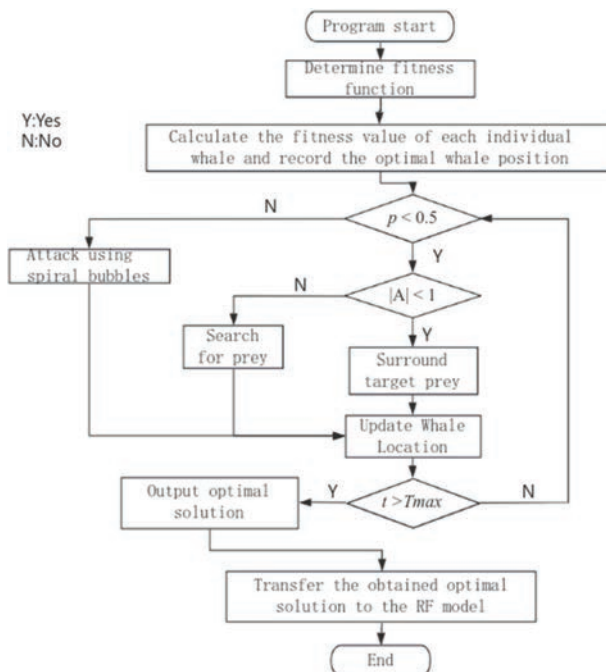 Program start
Determine fitness
function
Y:Yes
N:No
Calculate the fitness value of each individual
whale and record the optimal whale position
N
p < 0.5
Y
Attack using
spiral bubbles
N
|A| < 1
Y
Search
for prey
Surround
target prey
Update Whale
Location
Output optimal
solution
Y
t >Tmax
N
Transfer the obtained optimal
solution to the RF model
End